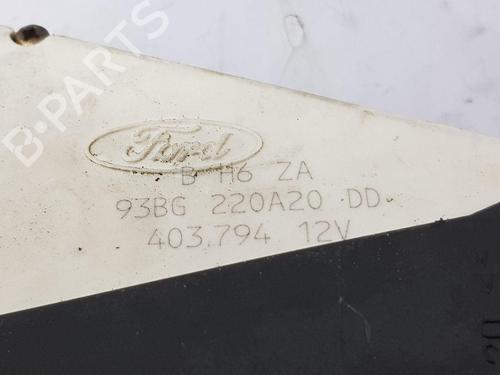 B-PARTS
Ford
B H6 ZA
93BG 220A20 DD
403.794 12V